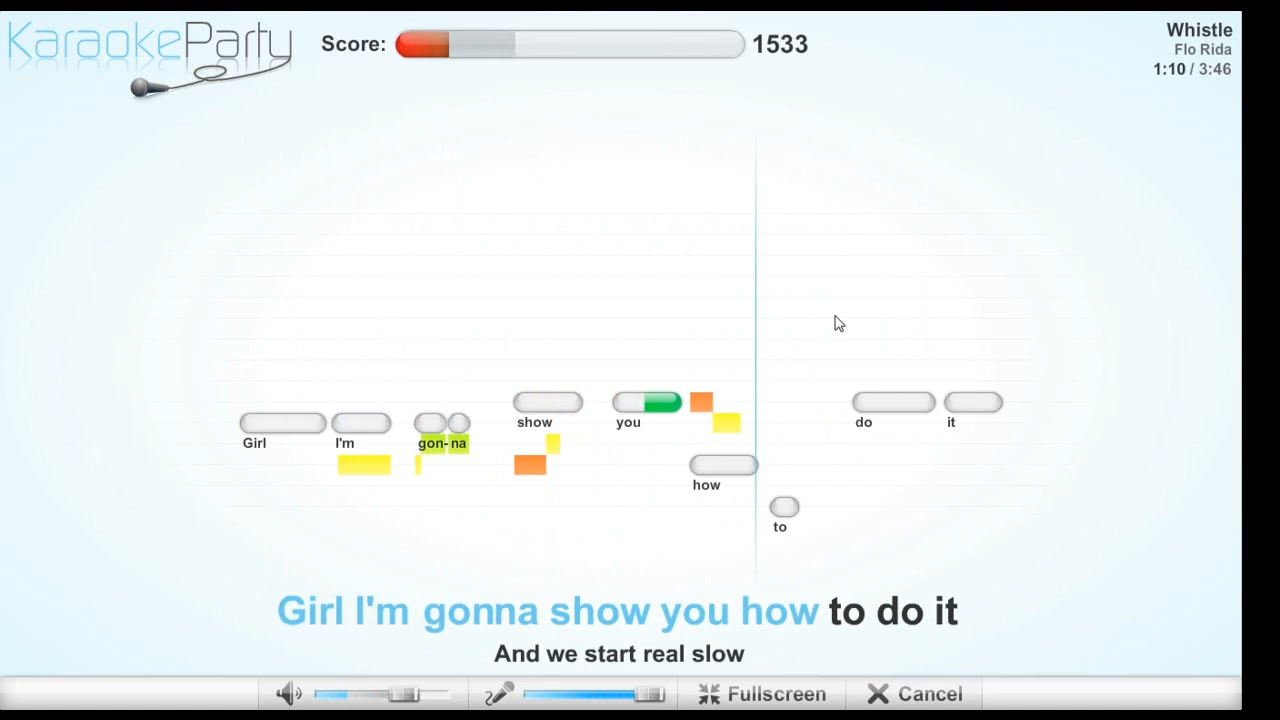 KaraokeParty
Score: 1533
Whistle
Flo Rida
1:10 / 3:46
show you do it
Girl I'm gon- na
how
to
Girl I'm gonna show you how to do it
And we start real slow
Fullscreen Cancel